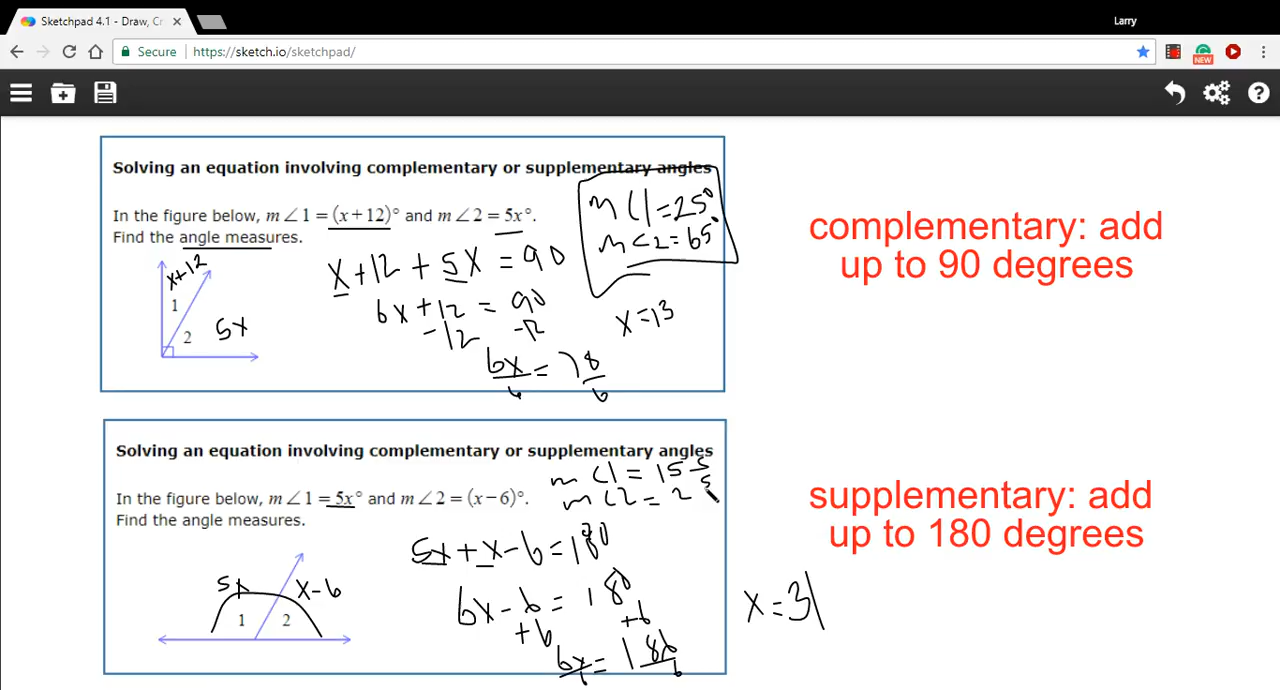 Larry
Sketchpad 4.1 - Draw, Cr
Secure https://sketch.io/sketchpad/
NEW
Solving an equation involving complementary or supplementary angles
In the figure below, m∠1 = (x+12)° and m∠2 = 5x°.
Find the angle measures.
m<1=25°
m<2=65°
x+12
1
2
5x
x+12+5x=90
6x+12=90
-12 -12
6x=78
6 6
x=13
complementary: add
up to 90 degrees
Solving an equation involving complementary or supplementary angles
In the figure below, m∠1 = 5x° and m∠2 = (x−6)°.
Find the angle measures.
m<1=155
m<2=25
5x
x-6
1
2
5x+x-6=180
6x-6=180
+6 +6
6x=186
6 6
x=31
supplementary: add
up to 180 degrees